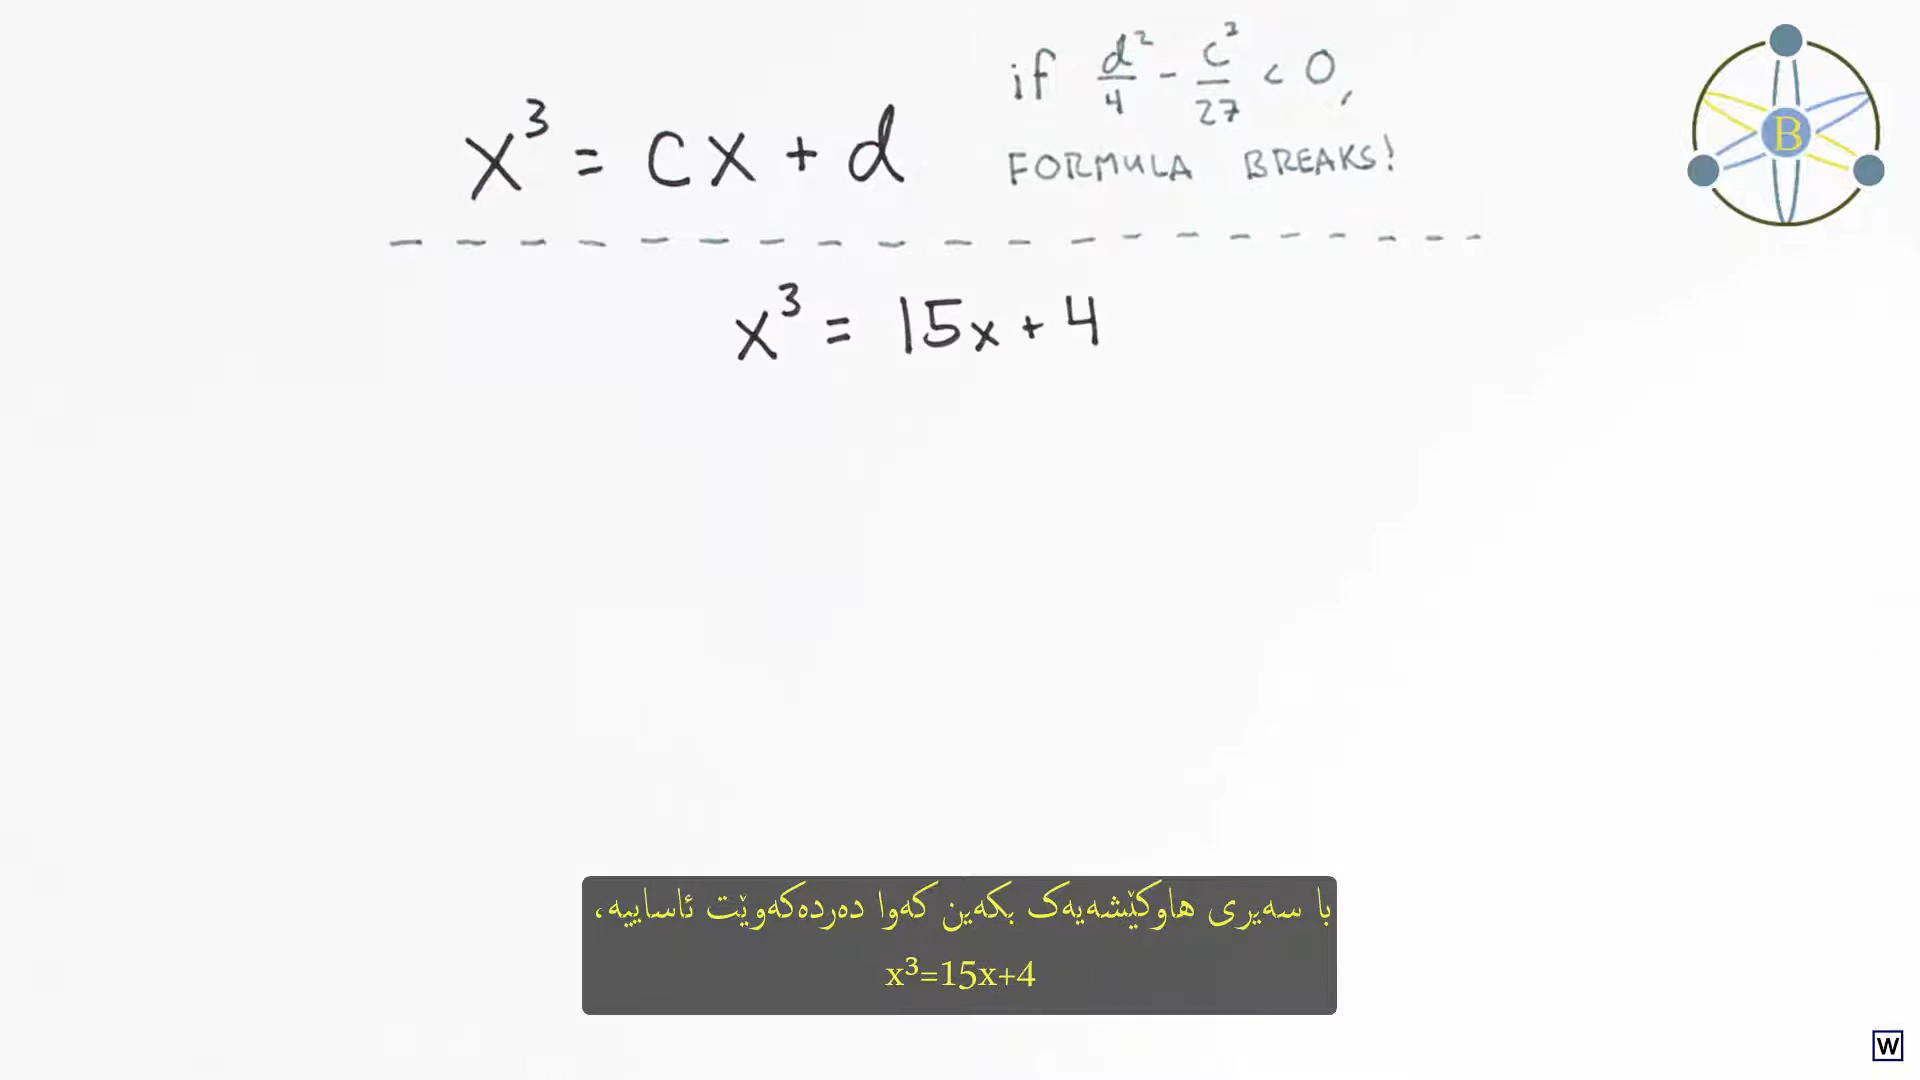 x³ = cx + d
if d²/4 - c³/27 < 0,
FORMULA BREAKS!
x³ = 15x + 4
B
با سەیری هاوکێشەیەک بکەین کەوا دەردەکەوێت ئاساییە،
x³=15x+4
W